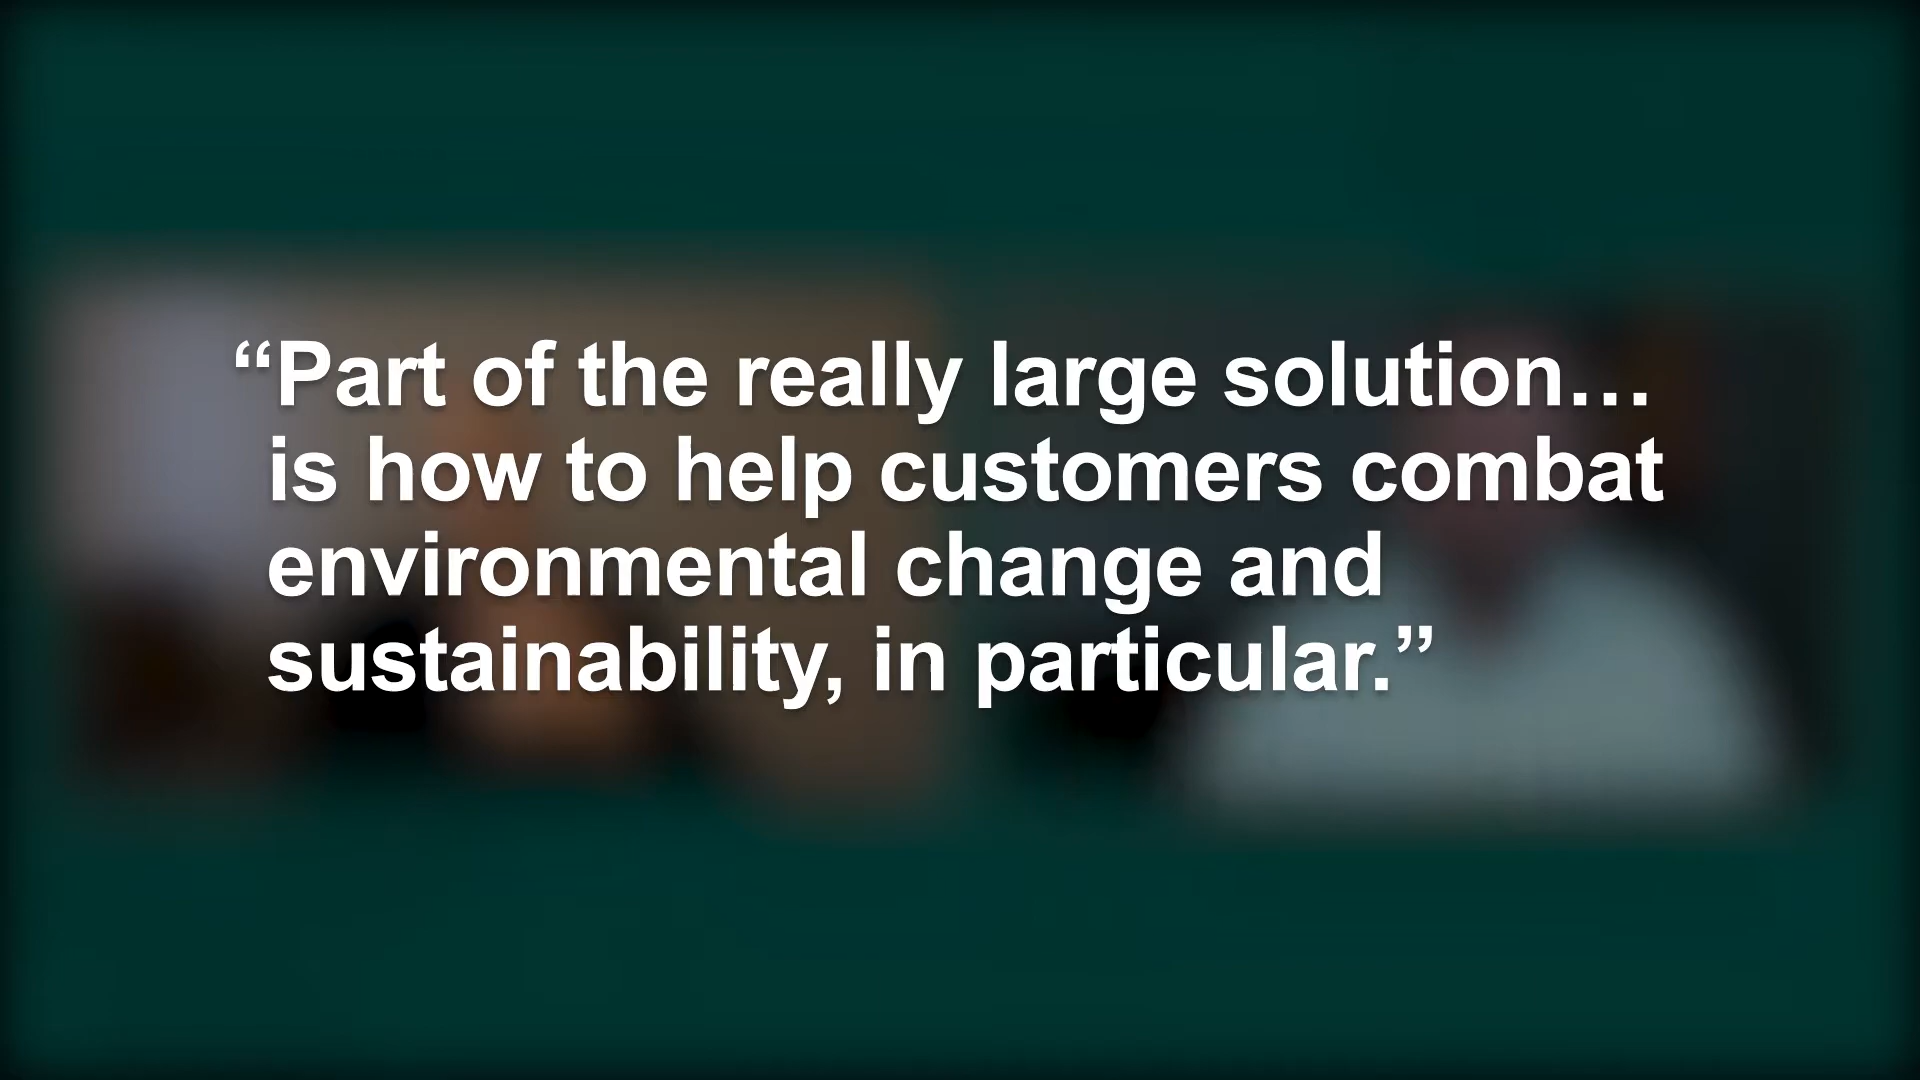 “Part of the really large solution…
is how to help customers combat
environmental change and
sustainability, in particular.”